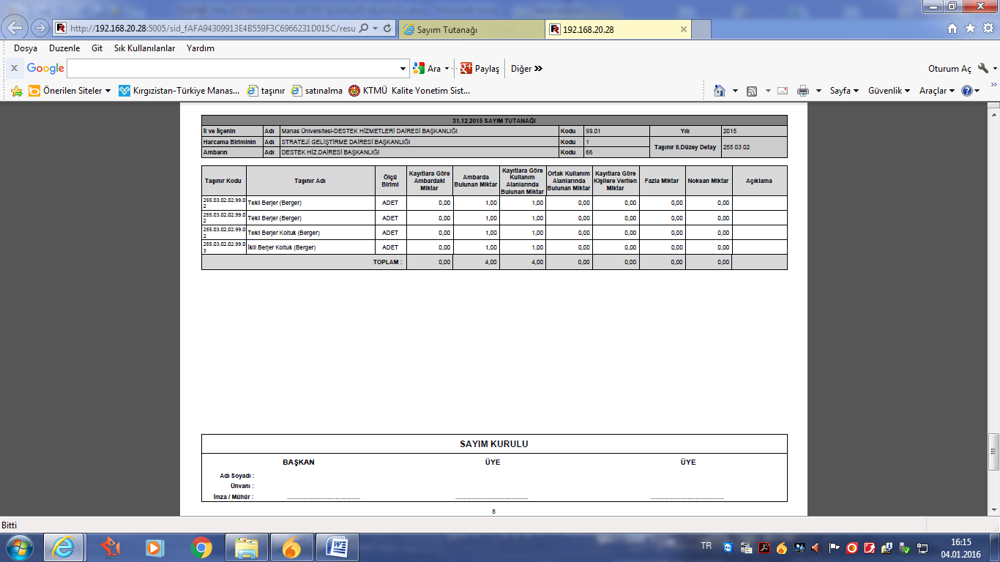 http://192.168.20.28:5005/sid_fAFA94309913E4B559F3C6966231D015C/resu
Sayım Tutanağı
192.168.20.28
Dosya Duzenle Git Sık Kullanılanlar Yardım
x Google Ara Paylaş Diğer Oturum Aç
Önerilen Siteler Kırgızistan-Türkiye Manas... taşınır satınalma KTMÜ Kalite Yonetim Sist... Sayfa Güvenlik Araçlar
31.12.2015 SAYIM TUTANAĞI
İl ve İlçenin Adı Manas Üniversitesi-DESTEK HİZMETLERİ DAİRESİ BAŞKANLIĞI Kodu 99.01 Yılı 2015
Harcama Biriminin Adı STRATEJİ GELİŞTİRME DAİRESİ BAŞKANLIĞI Kodu 1 Taşınır II.Düzey Detay 255 03 02
Ambarın Adı DESTEK HİZ.DAİRESİ BAŞKANLIĞI Kodu 66
Taşınır Kodu Taşınır Adı Ölçü Birimi Kayıtlara Göre Ambardaki Miktar Ambarda Bulunan Miktar Kayıtlara Göre Kullanım Alanlarında Bulunan Miktar Ortak Kullanım Alanlarında Bulunan Miktar Kayıtlara Göre Kişilere Verilen Miktar Fazla Miktar Noksan Miktar Açıklama
255.03.02.02.99.02 Tekli Berjer (Berger) ADET 0,00 1,00 1,00 0,00 0,00 0,00 0,00
255.03.02.02.99.02 Tekli Berjer (Berger) ADET 0,00 1,00 1,00 0,00 0,00 0,00 0,00
255.03.02.02.99.02 Tekli Berjer Koltuk (Berger) ADET 0,00 1,00 1,00 0,00 0,00 0,00 0,00
255.03.02.02.99.03 İkili Berjer Koltuk (Berger) ADET 0,00 1,00 1,00 0,00 0,00 0,00 0,00
TOPLAM : 0,00 4,00 4,00 0,00 0,00 0,00 0,00
SAYIM KURULU
BAŞKAN ÜYE ÜYE
Adı Soyadı :
Ünvanı :
İmza / Mühür : ........................................ ........................................ ........................................
8
Bitti
TR 16:15
04.01.2016